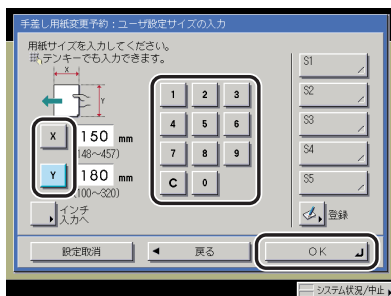 手差し用紙変更予約：ユーザ設定サイズの入力
用紙サイズを入力してください。
テンキーでも入力できます。
X
Y
X 150 mm
(148～457)
Y 180 mm
(100～320)
インチ
入力へ
1 2 3
4 5 6
7 8 9
C 0
S1
S2
S3
S4
S5
登録
設定取消 戻る OK
システム状況/中止